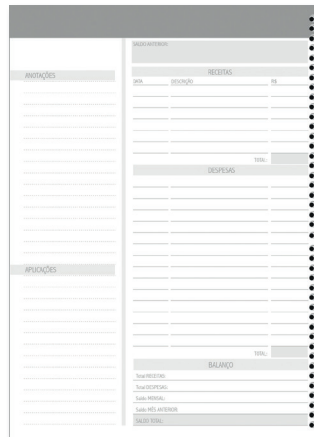 SALDO ANTERIOR:
ANOTAÇÕES
RECEITAS
DATA DESCRIÇÃO R$
TOTAL:
DESPESAS
APLICAÇÕES
TOTAL:
BALANÇO
Total RECEITAS:
Total DESPESAS:
Saldo MENSAL:
Saldo MÊS ANTERIOR:
SALDO TOTAL: